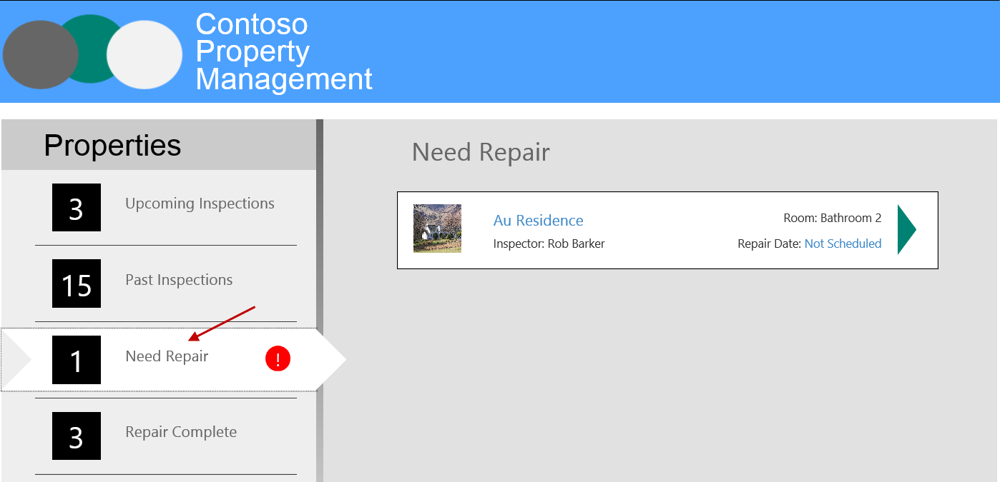 Contoso
Property
Management
Properties
3
Upcoming Inspections
15
Past Inspections
1
Need Repair
!
3
Repair Complete
Need Repair
Au Residence
Room: Bathroom 2
Inspector: Rob Barker
Repair Date: Not Scheduled